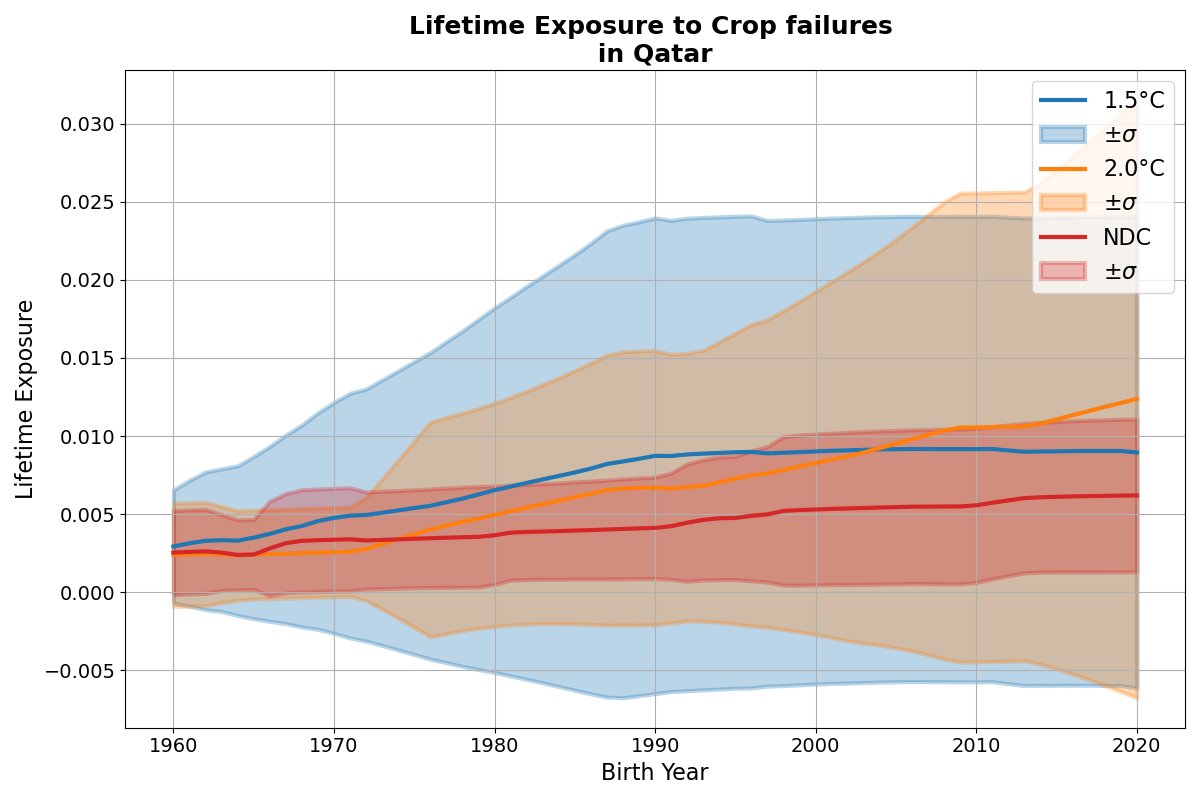 Lifetime Exposure to Crop failures
in Qatar
Lifetime Exposure
0.030
0.025
0.020
0.015
0.010
0.005
0.000
−0.005
1960 1970 1980 1990 2000 2010 2020
Birth Year
1.5°C
±σ
2.0°C
±σ
NDC
±σ